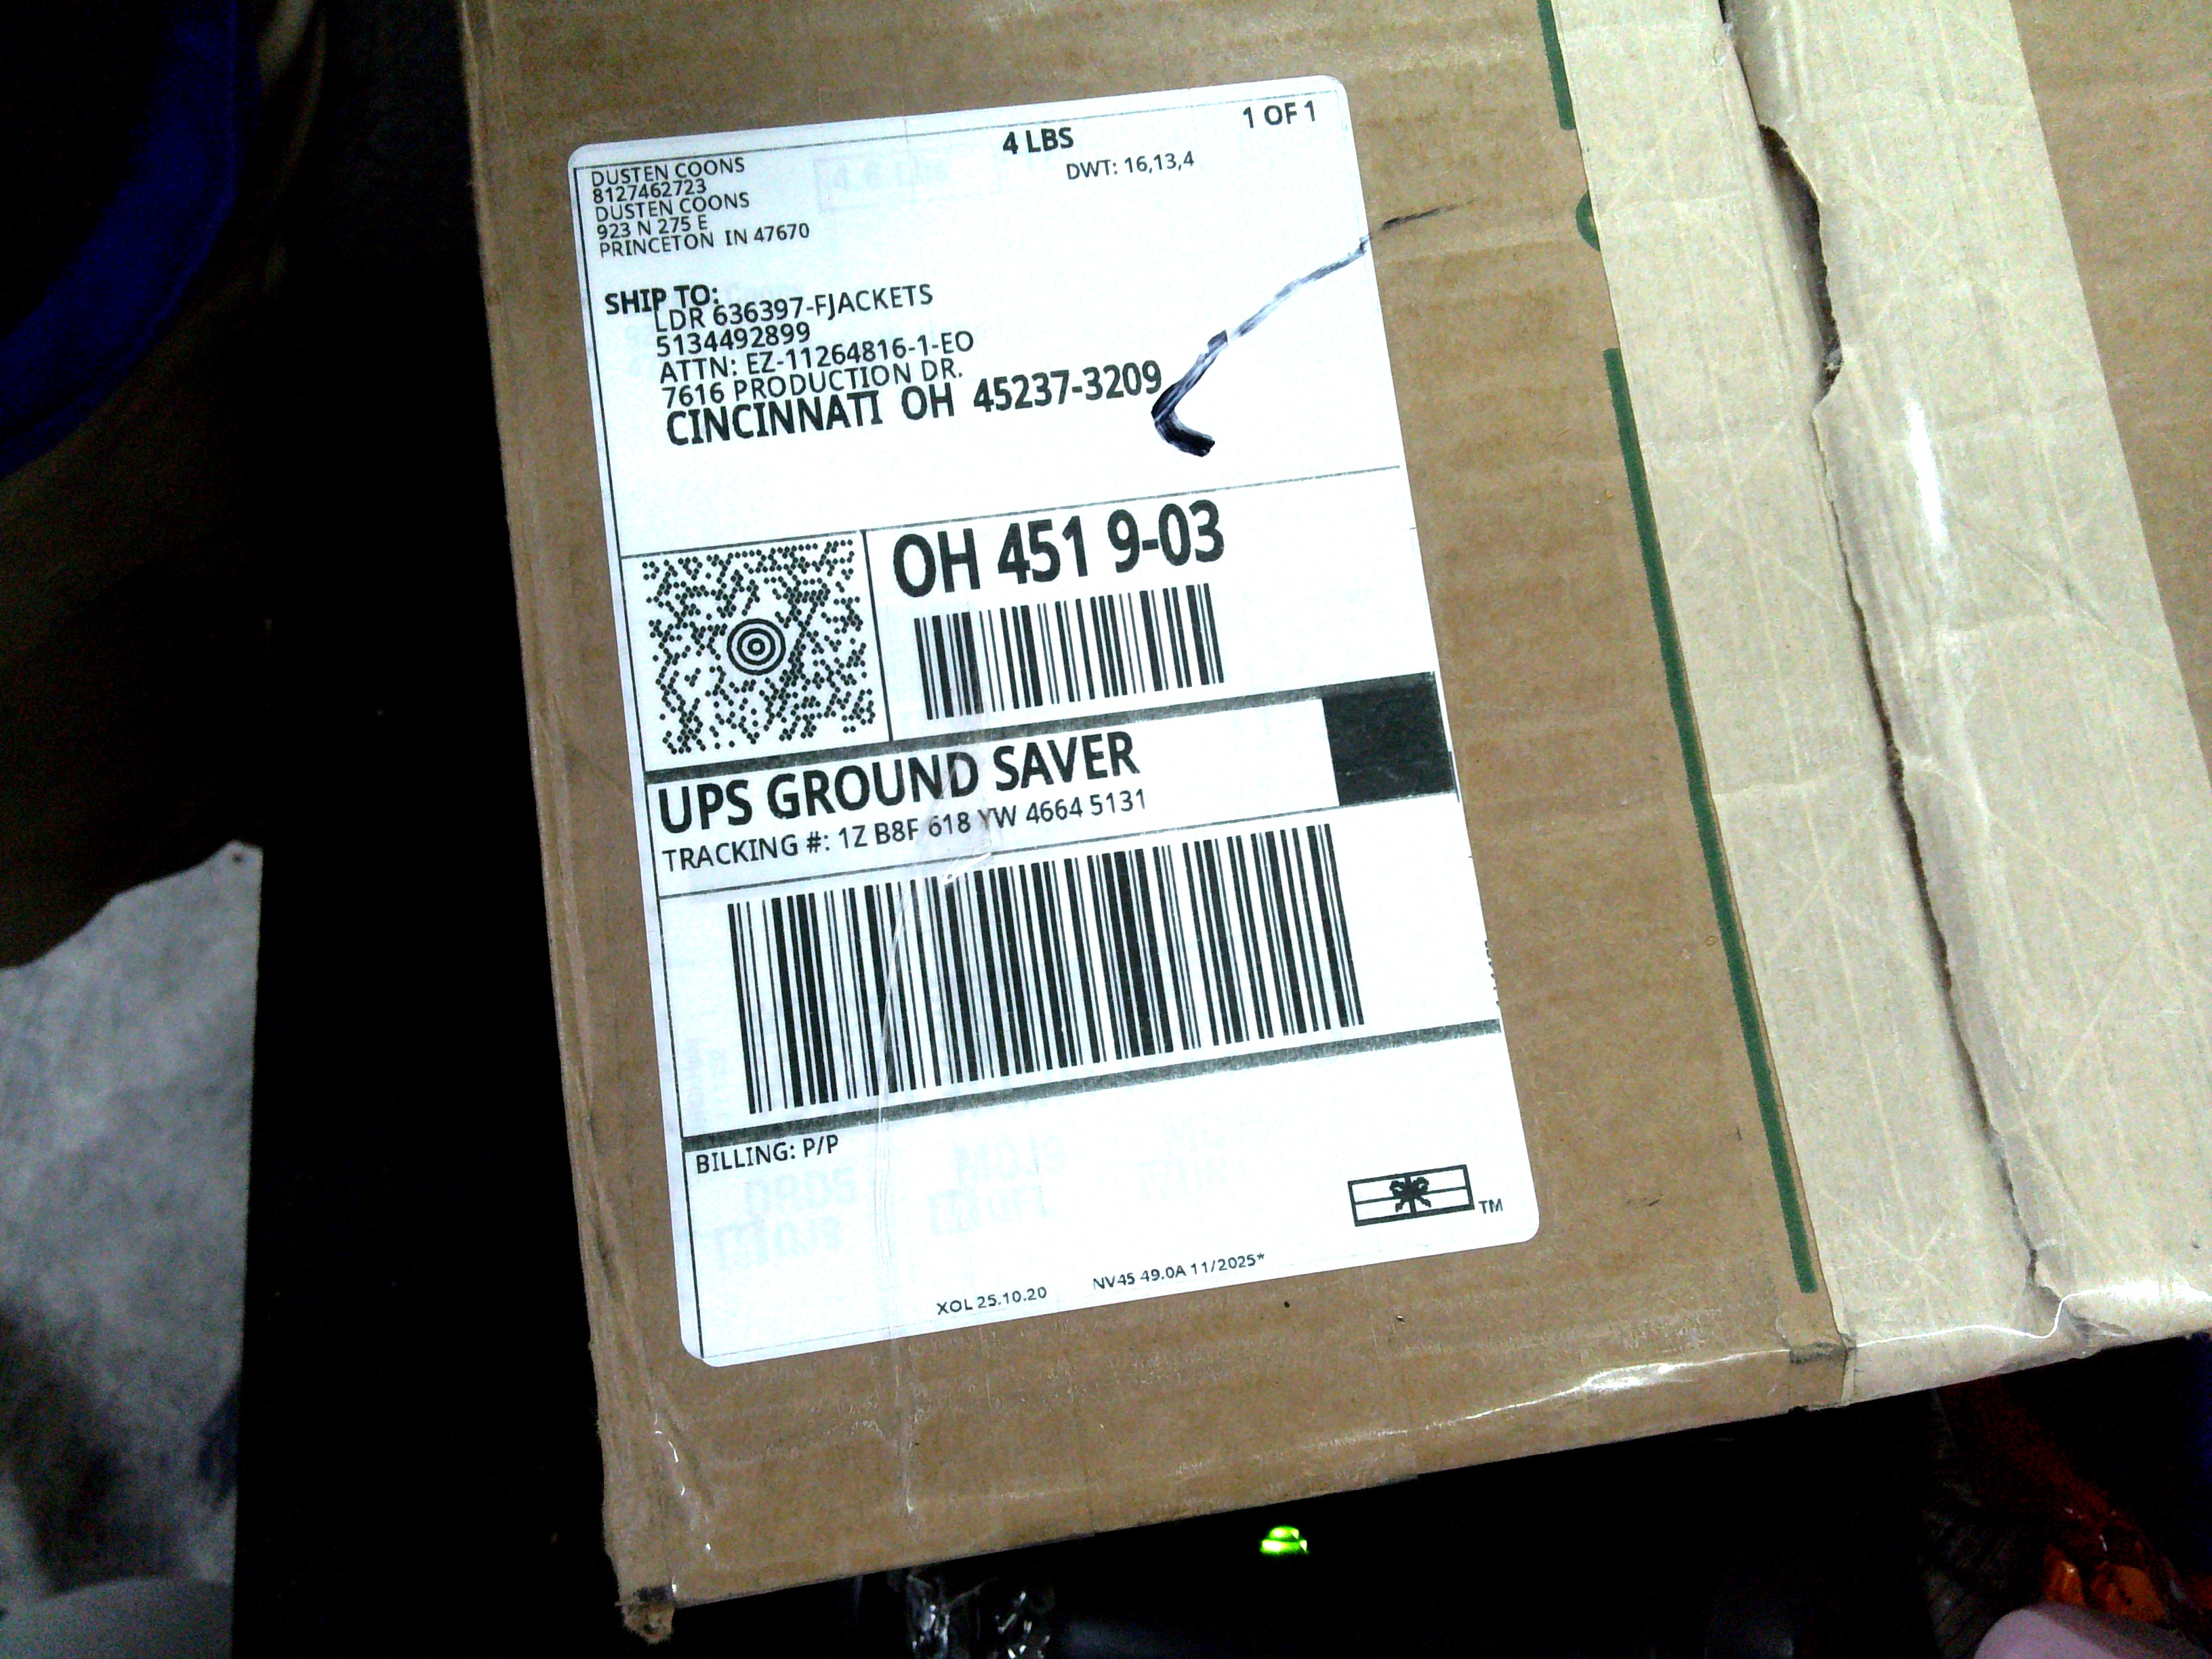 DUSTEN COONS
8127462723
DUSTEN COONS
923 N 275 E
PRINCETON IN 47670
4 LBS
1 OF 1
DWT: 16,13,4
SHIP TO:
LDR 636397-FJACKETS
5134492899
ATTN: EZ-11264816-1-EO
7616 PRODUCTION DR.
CINCINNATI OH 45237-3209
OH 451 9-03
UPS GROUND SAVER
TRACKING #: 1Z B8F 618 YW 4664 5131
BILLING: P/P
TM
XOL 25.10.20 NV45 49.0A 11/2025*